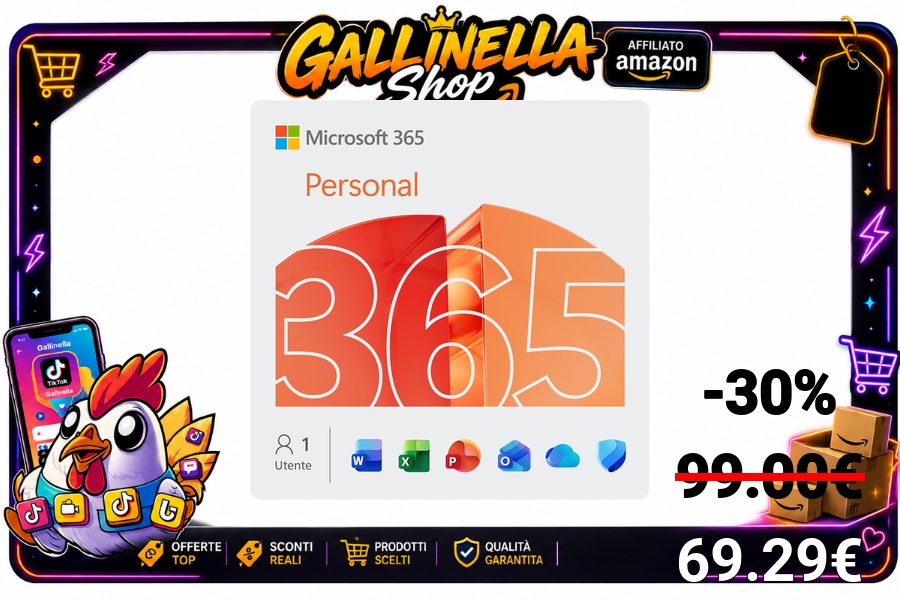 GALLINELLA
Shop
AFFILIATO
amazon
Microsoft 365
Personal
365
1
Utente
W
X
P
O
Gallinella
TikTok
Gallinella
-30%
99.00€
69.29€
OFFERTE
TOP
SCONTI
REALI
PRODOTTI
SCELTI
QUALITÀ
GARANTITA